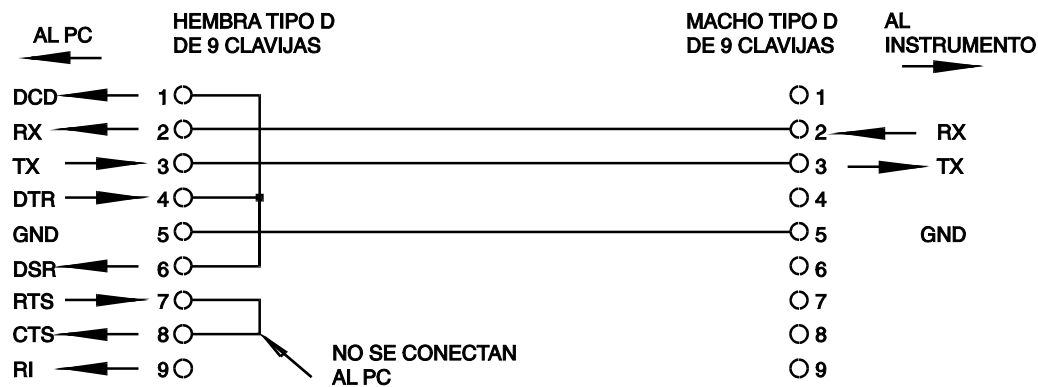 AL PC
HEMBRA TIPO D
DE 9 CLAVIJAS
MACHO TIPO D
DE 9 CLAVIJAS
AL
INSTRUMENTO
DCD 1 1
RX 2 2 RX
TX 3 3 TX
DTR 4 4
GND 5 5 GND
DSR 6 6
RTS 7 7
CTS 8 8
RI 9 9
NO SE CONECTAN
AL PC